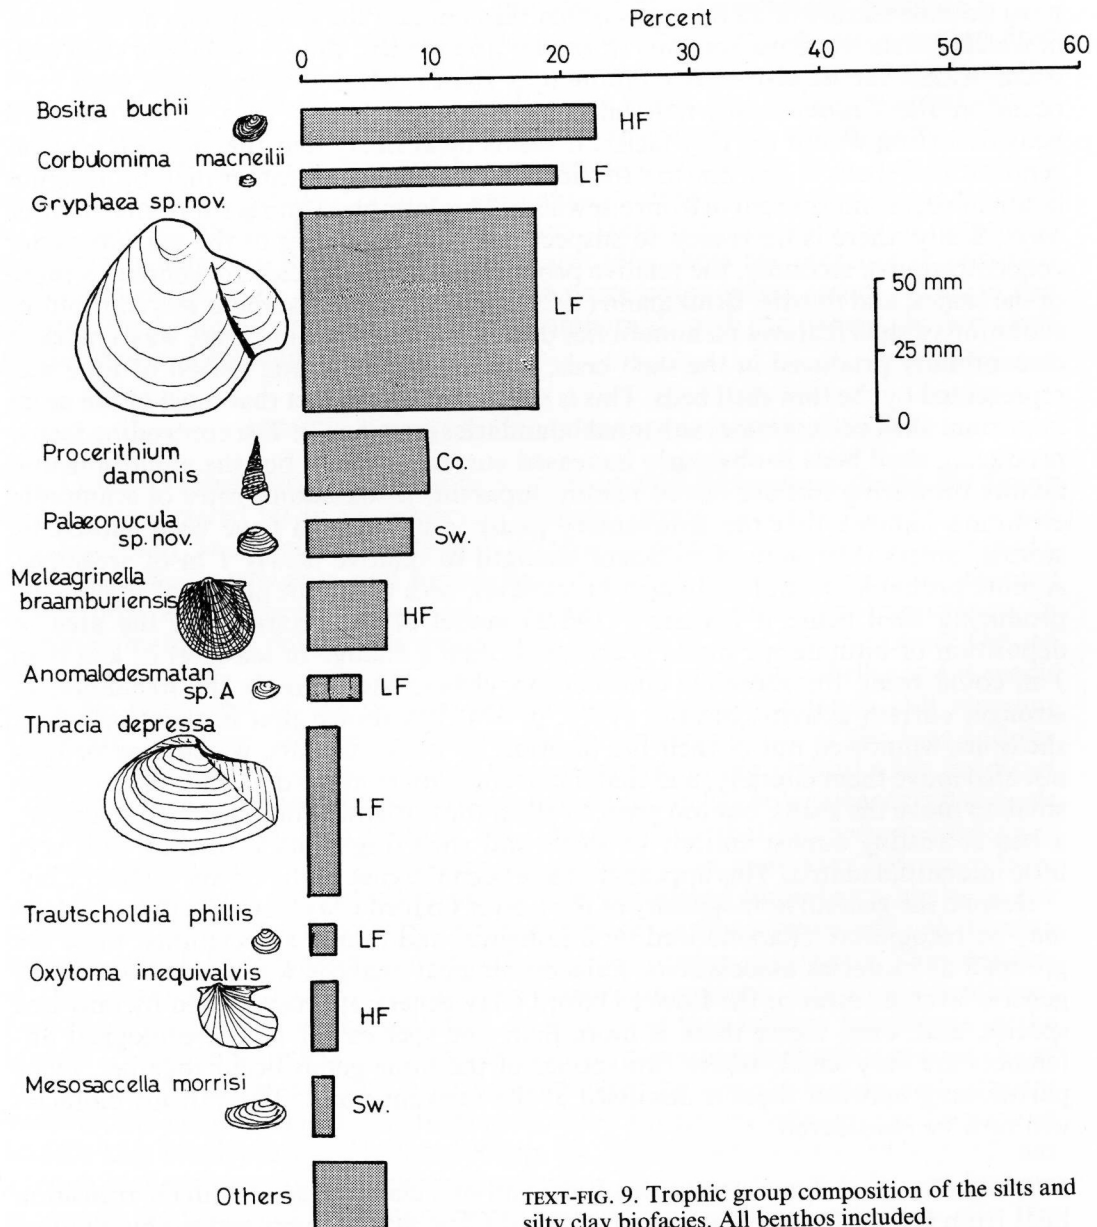 Percent
0 10 20 30 40 50 60
Bositra buchii
HF
Corbulomima macneilii
LF
Gryphaea sp.nov.
LF
50 mm
25 mm
0
Procerithium
damonis
Co.
Palaeonucula
sp. nov.
Sw.
Meleagrinella
braamburiensis
HF
Anomalodesmatan
sp. A
LF
Thracia depressa
LF
Trautscholdia phillis
LF
Oxytoma inequivalvis
HF
Mesosaccella morrisi
Sw.
Others
TEXT-FIG. 9. Trophic group composition of the silts and
silty clay biofacies. All benthos included.